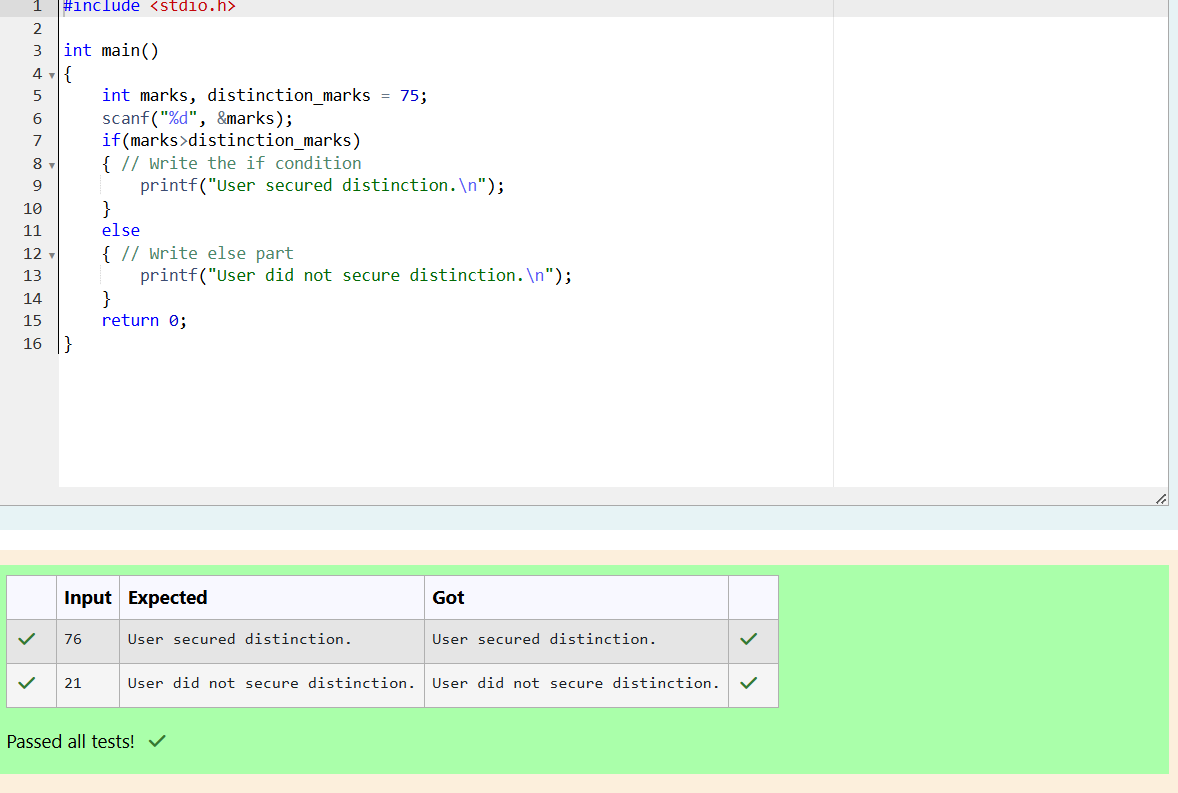 1 #include <stdio.h>
2
3 int main()
4 {
5     int marks, distinction_marks = 75;
6     scanf("%d", &marks);
7     if(marks>distinction_marks)
8     { // Write the if condition
9         printf("User secured distinction.\n");
10     }
11     else
12     { // Write else part
13         printf("User did not secure distinction.\n");
14     }
15     return 0;
16 }
Input Expected Got
76 User secured distinction. User secured distinction.
21 User did not secure distinction. User did not secure distinction.
Passed all tests!